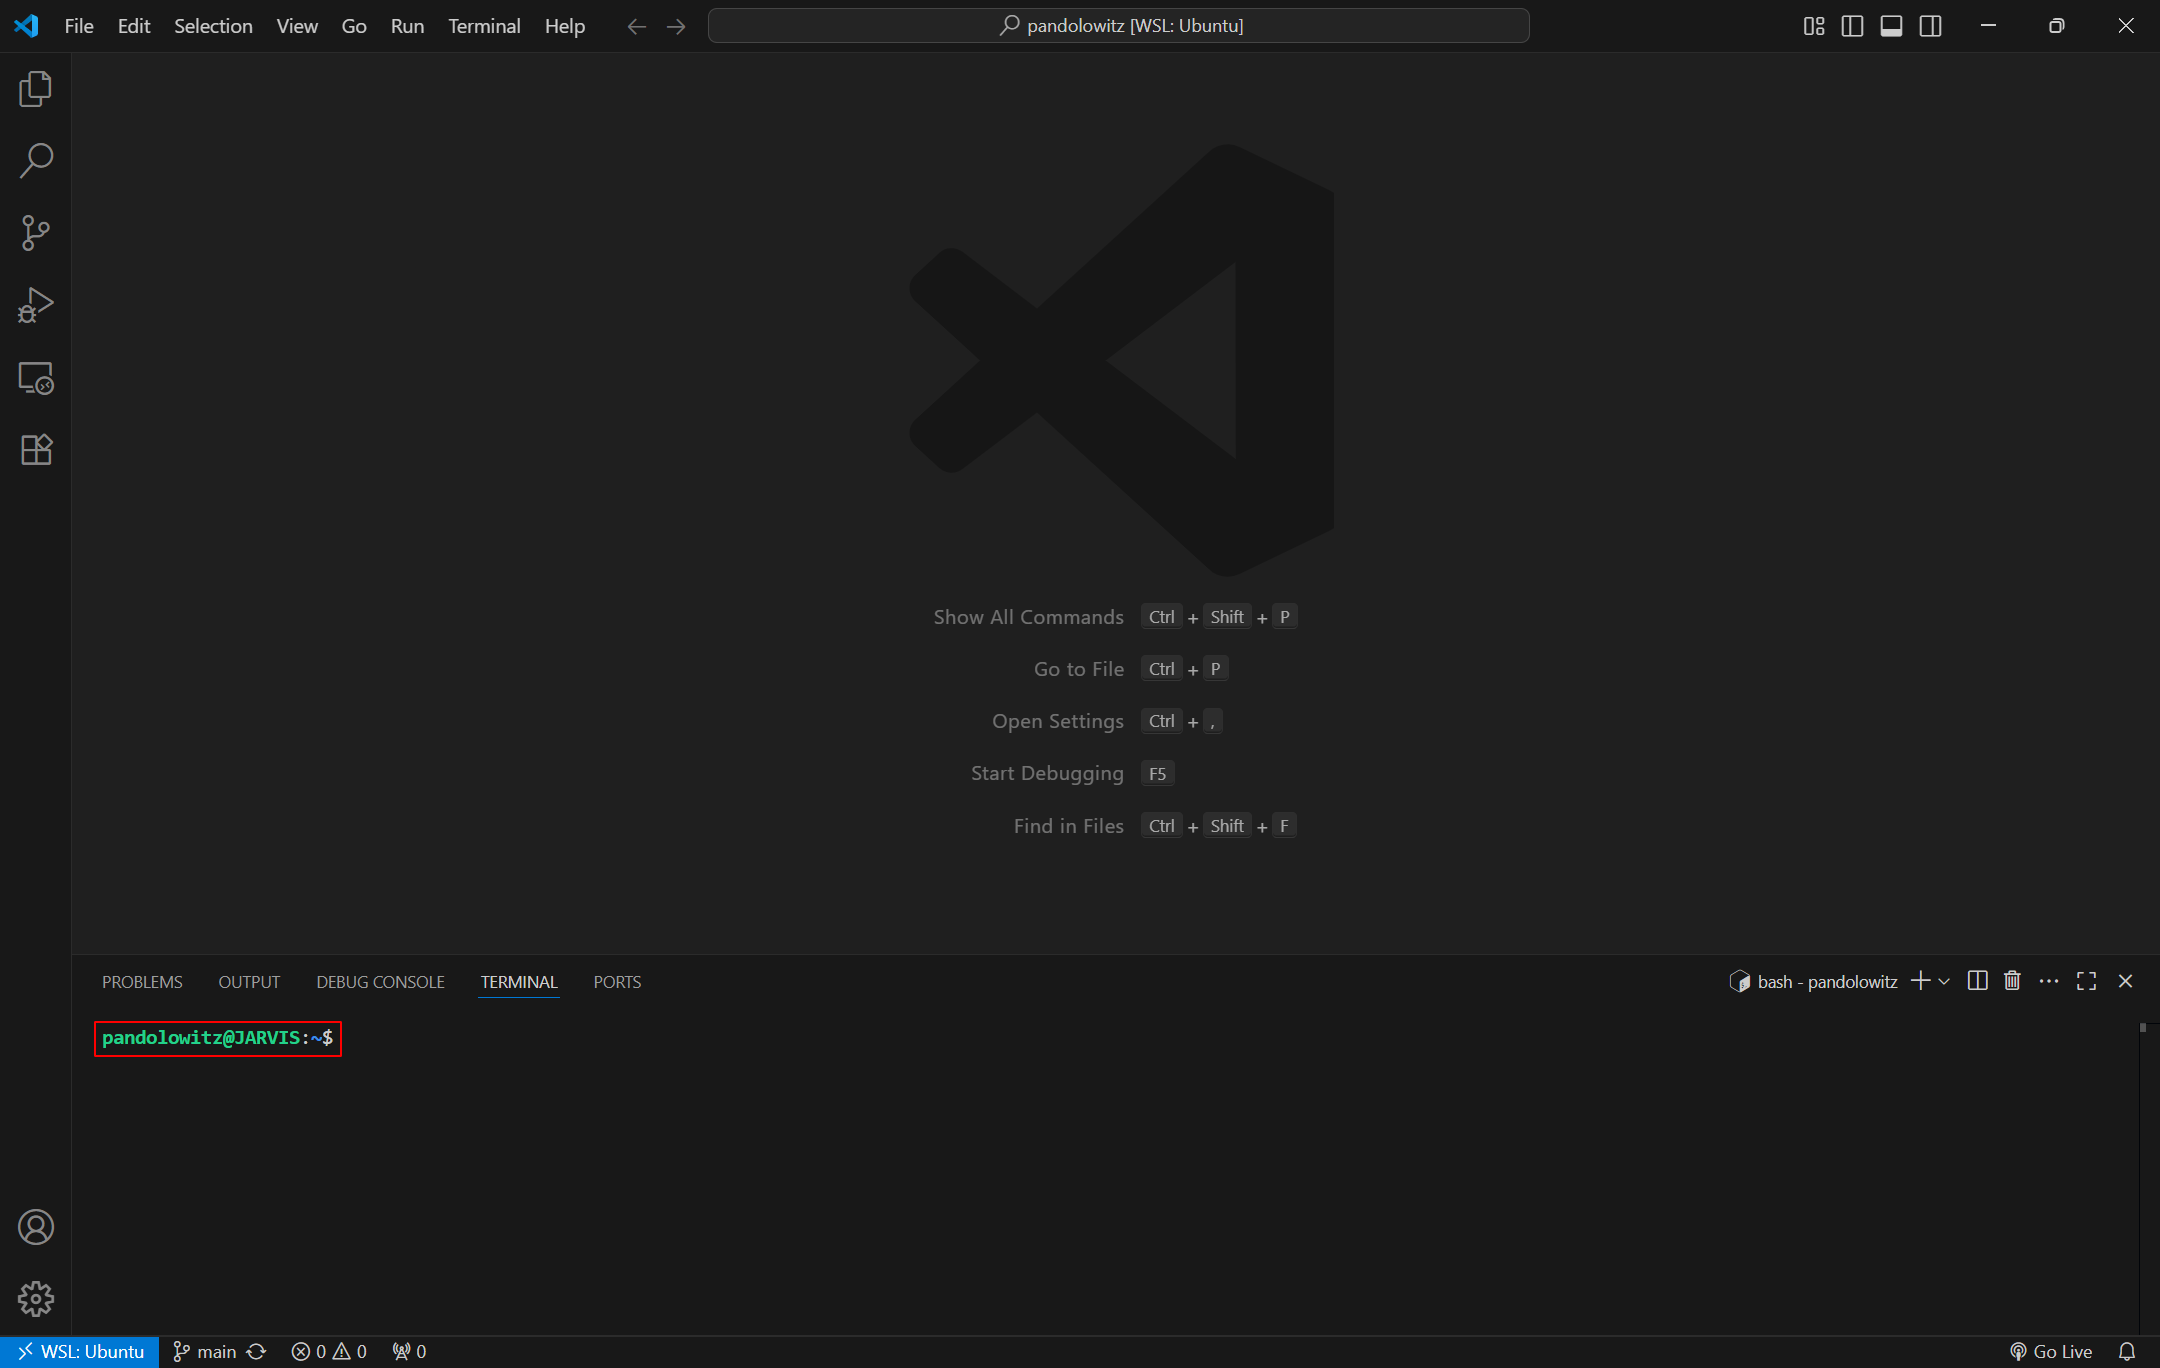 File Edit Selection View Go Run Terminal Help pandolowitz [WSL: Ubuntu]
Show All Commands Ctrl + Shift + P
Go to File Ctrl + P
Open Settings Ctrl + ,
Start Debugging F5
Find in Files Ctrl + Shift + F
PROBLEMS OUTPUT DEBUG CONSOLE TERMINAL PORTS bash - pandolowitz
pandolowitz@JARVIS:~$
WSL: Ubuntu main 0 0 0 Go Live